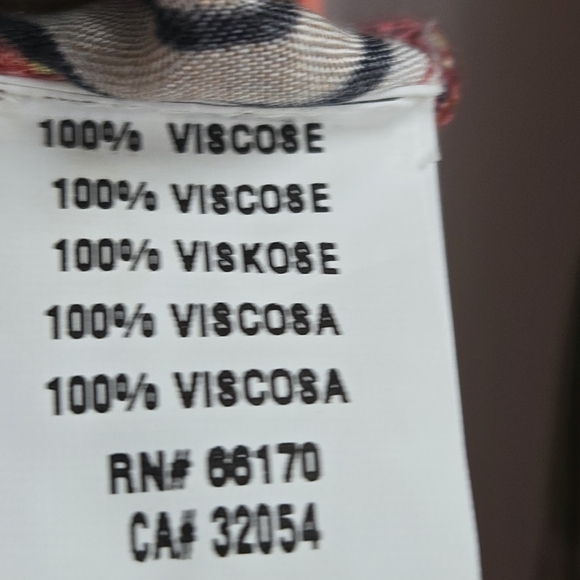 100% VISCOSE
100% VISCOSE
100% VISKOSE
100% VISCOSA
100% VISCOSA
RN# 66170
CA# 32054